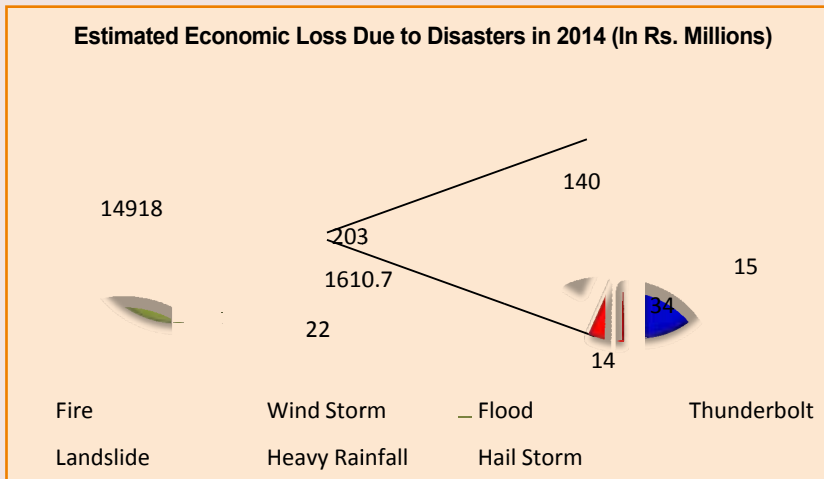 Estimated Economic Loss Due to Disasters in 2014 (In Rs. Millions)
140
14918
203
15
1610.7
34
22
14
Fire Wind Storm Flood Thunderbolt
Landslide Heavy Rainfall Hail Storm